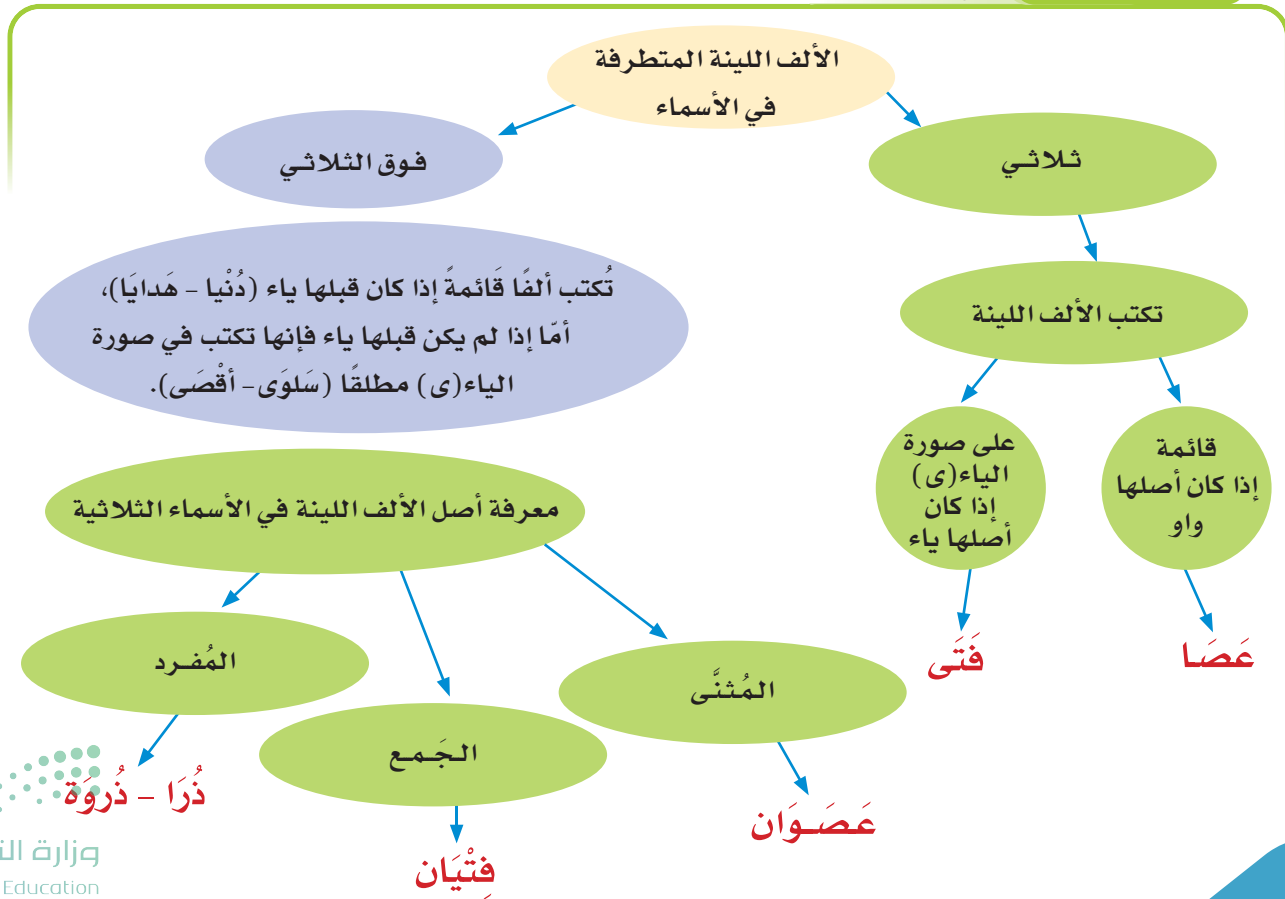 الألف اللينة المتطرفة
في الأسماء
ثلاثي
فوق الثلاثي
تُكتب ألفًا قَائمةً إذا كان قبلها ياء (دُنْيا - هَدايَا)،
أمّا إذا لم يكن قبلها ياء فإنها تكتب في صورة
الياء(ى) مطلقًا (سَلوَى- أقْصَى).
تكتب الألف اللينة
قائمة
إذا كان أصلها
واو
على صورة
الياء(ى)
إذا كان
أصلها ياء
عَصَا
فَتَى
معرفة أصل الألف اللينة في الأسماء الثلاثية
المُثنَّى
الجَمع
المُفرد
عَصَوَان
فِتْيَان
ذُرَا - ذُروَة
وزارة
Education